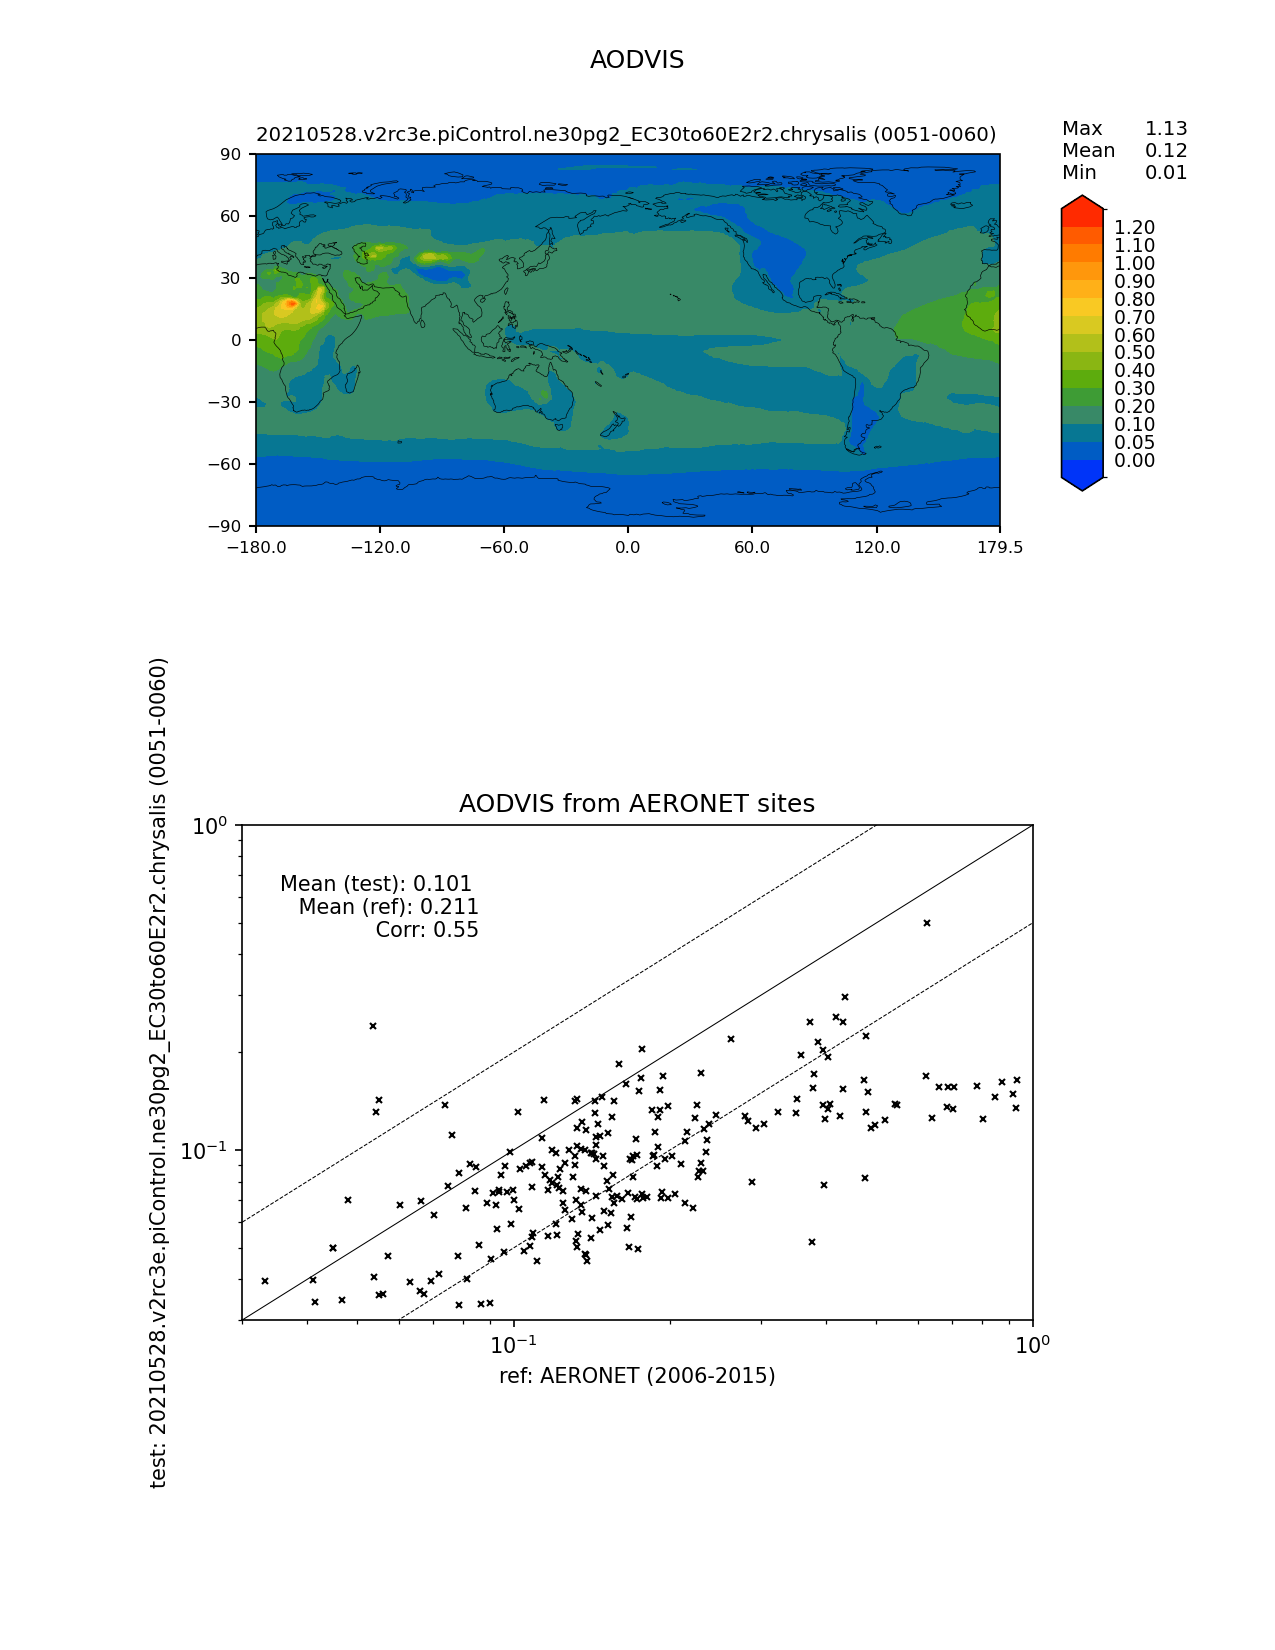 AODVIS
20210528.v2rc3e.piControl.ne30pg2_EC30to60E2r2.chrysalis (0051-0060)
Max 1.13
Mean 0.12
Min 0.01
90
60
30
0
−30
−60
−90
−180.0 −120.0 −60.0 0.0 60.0 120.0 179.5
1.20
1.10
1.00
0.90
0.80
0.70
0.60
0.50
0.40
0.30
0.20
0.10
0.05
0.00
AODVIS from AERONET sites
test: 20210528.v2rc3e.piControl.ne30pg2_EC30to60E2r2.chrysalis (0051-0060)
10⁰
10⁻¹
Mean (test): 0.101
Mean (ref): 0.211
Corr: 0.55
10⁻¹ 10⁰
ref: AERONET (2006-2015)